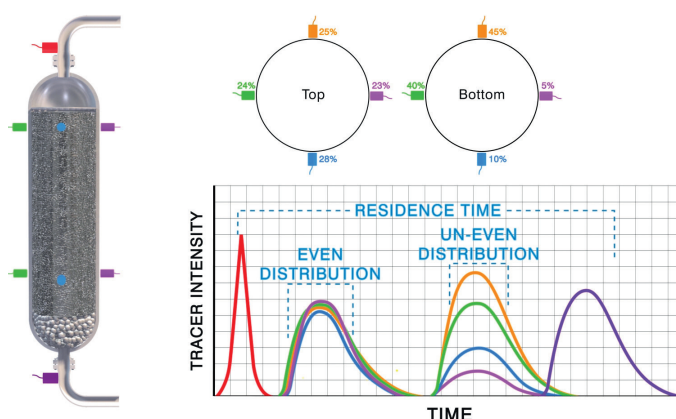 25%
24%
Top
23%
28%
45%
40%
Bottom
5%
10%
RESIDENCE TIME
EVEN
DISTRIBUTION
UN-EVEN
DISTRIBUTION
TRACER INTENSITY
TIME